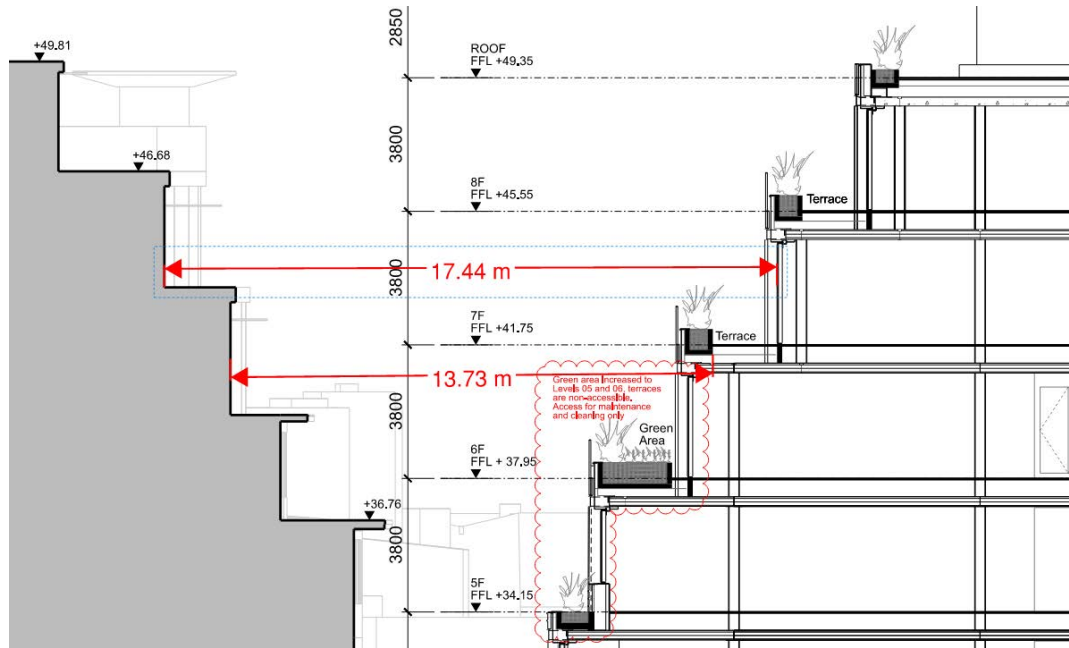 +49.81
2850
ROOF
FFL +49.35
3800
+46.68
8F
FFL +45.55
Terrace
17.44 m
3800
7F
FFL +41.75
Terrace
13.73 m
Green area increased to
Levels 05 and 06, terraces
are non-accessible.
Access for maintenance
and cleaning only
3800
Green
Area
6F
FFL + 37.95
+36.76
3800
5F
FFL +34.15